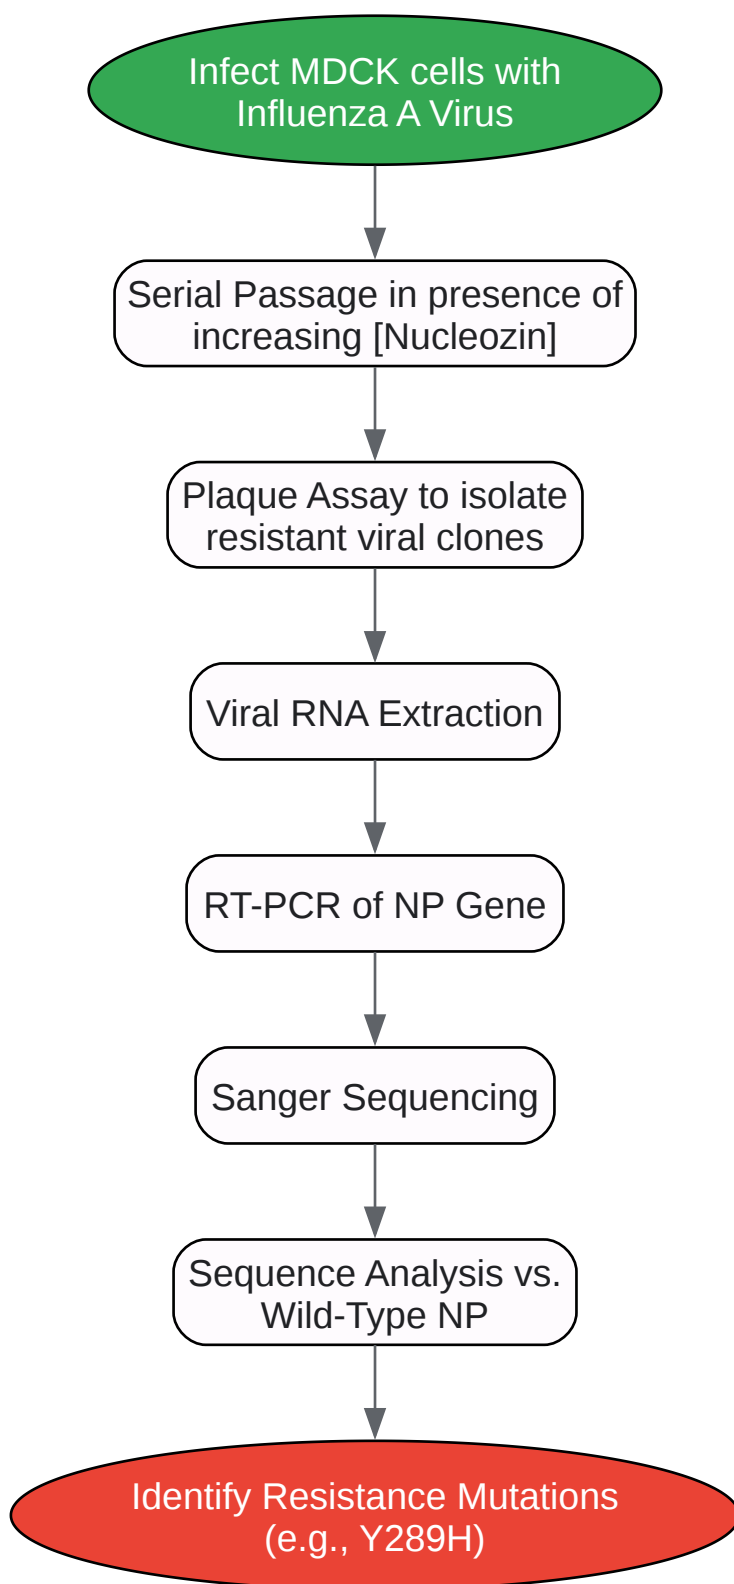 Infect MDCK cells with
Influenza A Virus
Serial Passage in presence of
increasing [Nucleozin]
Plaque Assay to isolate
resistant viral clones
Viral RNA Extraction
RT-PCR of NP Gene
Sanger Sequencing
Sequence Analysis vs.
Wild-Type NP
Identify Resistance Mutations
(e.g., Y289H)